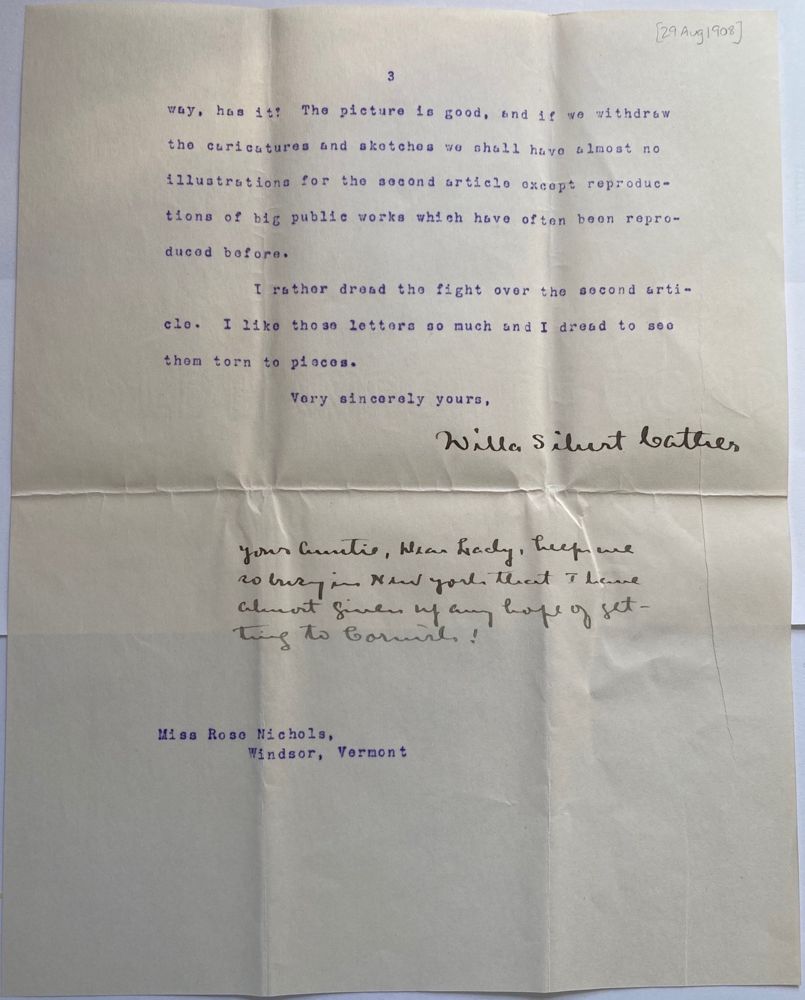 [29 Aug 1908]
3
way, has it? The picture is good, and if we withdraw
the caricatures and sketches we shall have almost no
illustrations for the second article except reproduc-
tions of big public works which have often been repro-
duced before.
I rather dread the fight over the second arti-
cle. I like those letters so much and I dread to see
them torn to pieces.
Very sincerely yours,
Willa Sibert Cather
Your Auntie, Dear Lady, keeps me
so busy in New York that I have
almost given up any hope of get-
ting to Cornish!
Miss Rose Nichols,
Windsor, Vermont